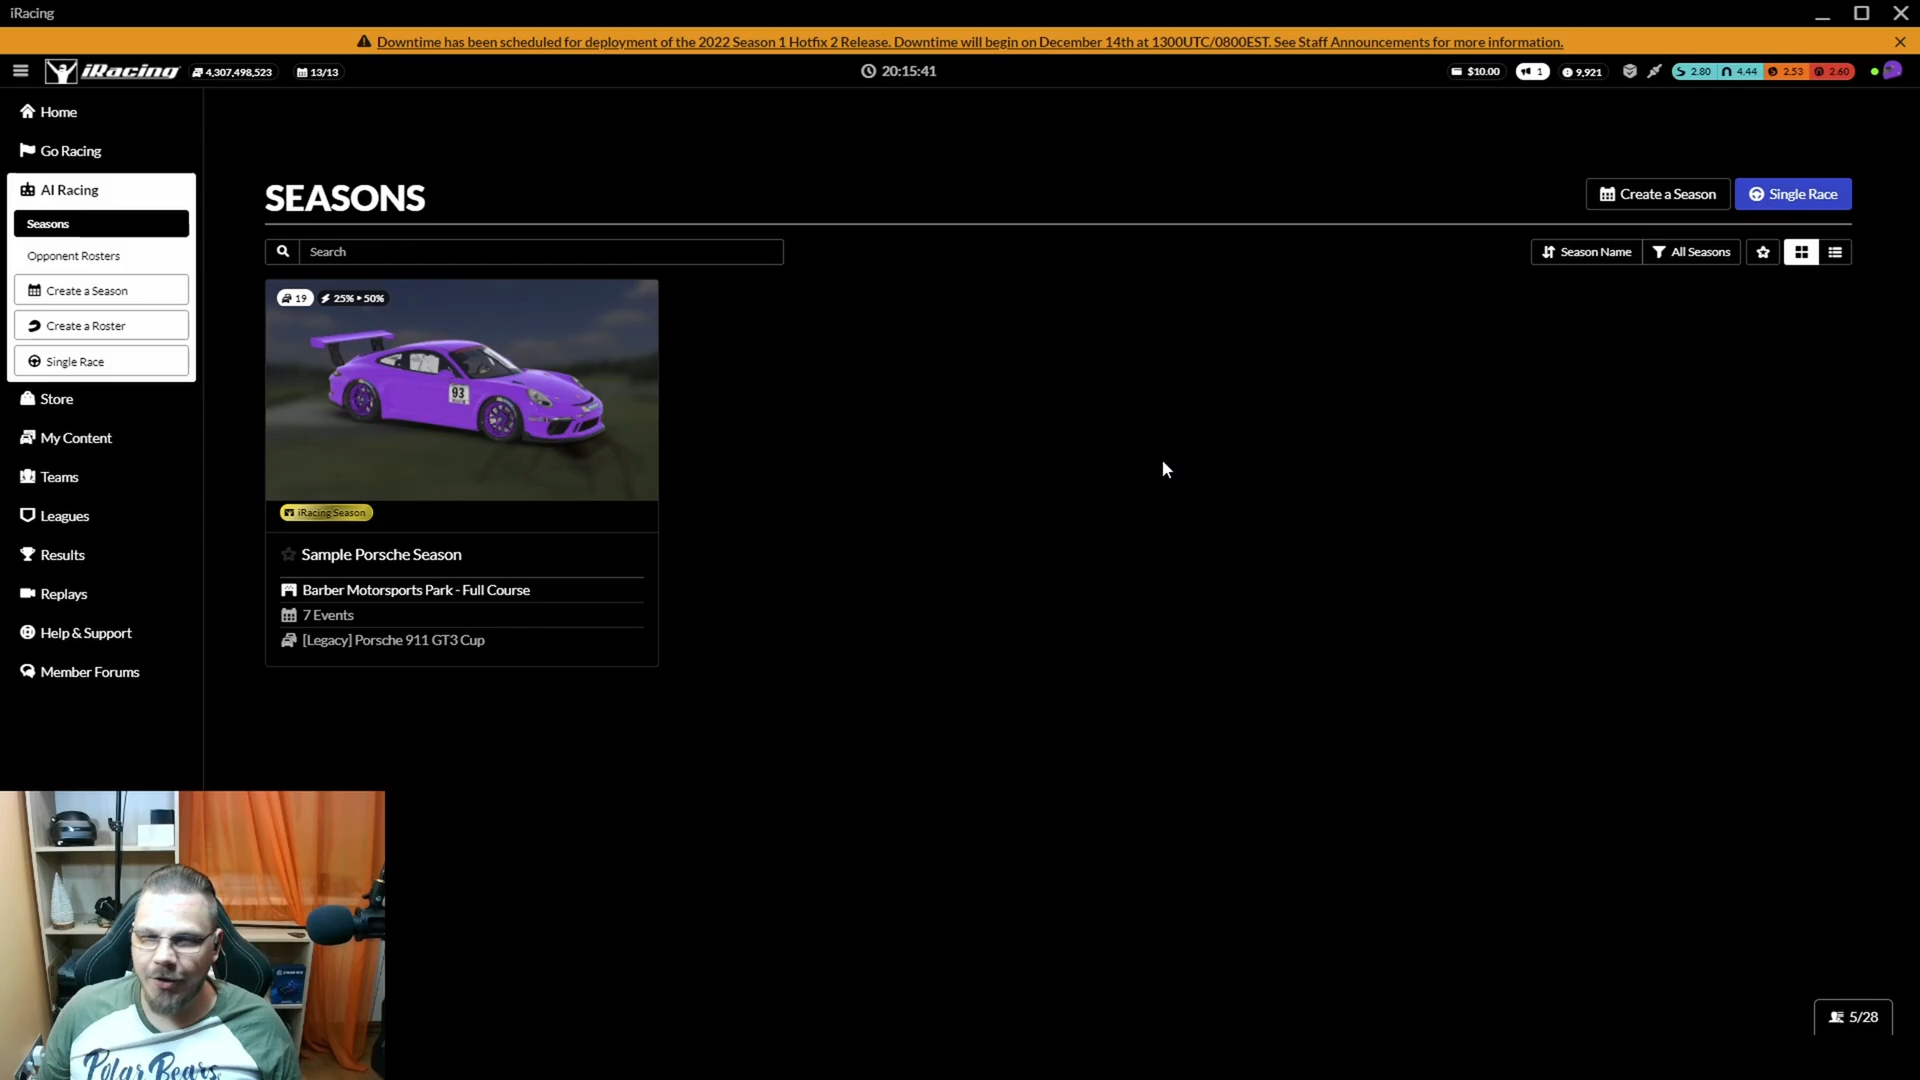 iRacing
Downtime has been scheduled for deployment of the 2022 Season 1 Hotfix 2 Release. Downtime will begin on December 14th at 1300UTC/0800EST. See Staff Announcements for more information.
iRacing 4,307,498,523 13/13 20:15:41 $10.00 1 9,921 2.80 4.44 2.53 2.60
Home
Go Racing
AI Racing
Seasons
Opponent Rosters
Create a Season
Create a Roster
Single Race
Store
My Content
Teams
Leagues
Results
Replays
Help & Support
Member Forums
SEASONS
Create a Season Single Race
Search
Season Name All Seasons
19 25% 50%
93
iRacing Season
Sample Porsche Season
Barber Motorsports Park - Full Course
7 Events
[Legacy] Porsche 911 GT3 Cup
Polar Bears
5/28